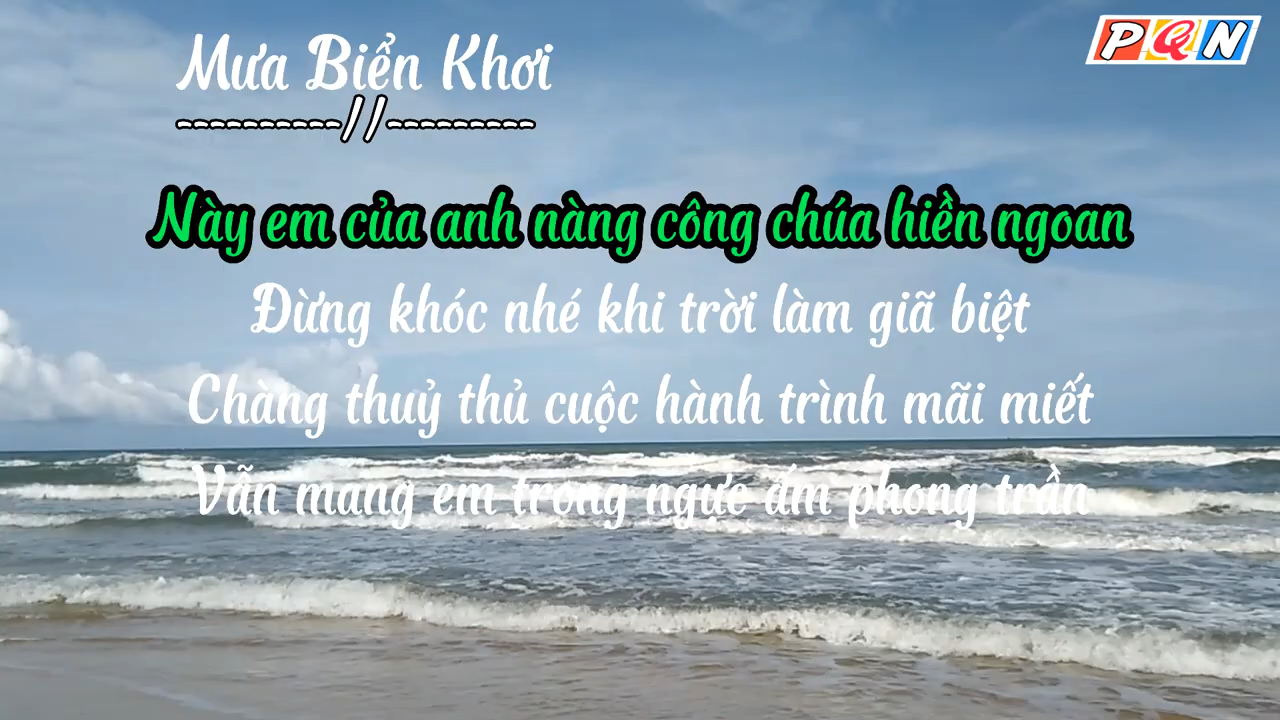 Mưa Biển Khơi
----------//---------
PQN
Này em của anh nàng công chúa hiền ngoan
Đừng khóc nhé khi trời làm giã biệt
Chàng thuỷ thủ cuộc hành trình mãi miết
Vẫn mang em trong ngực ấm phong trần